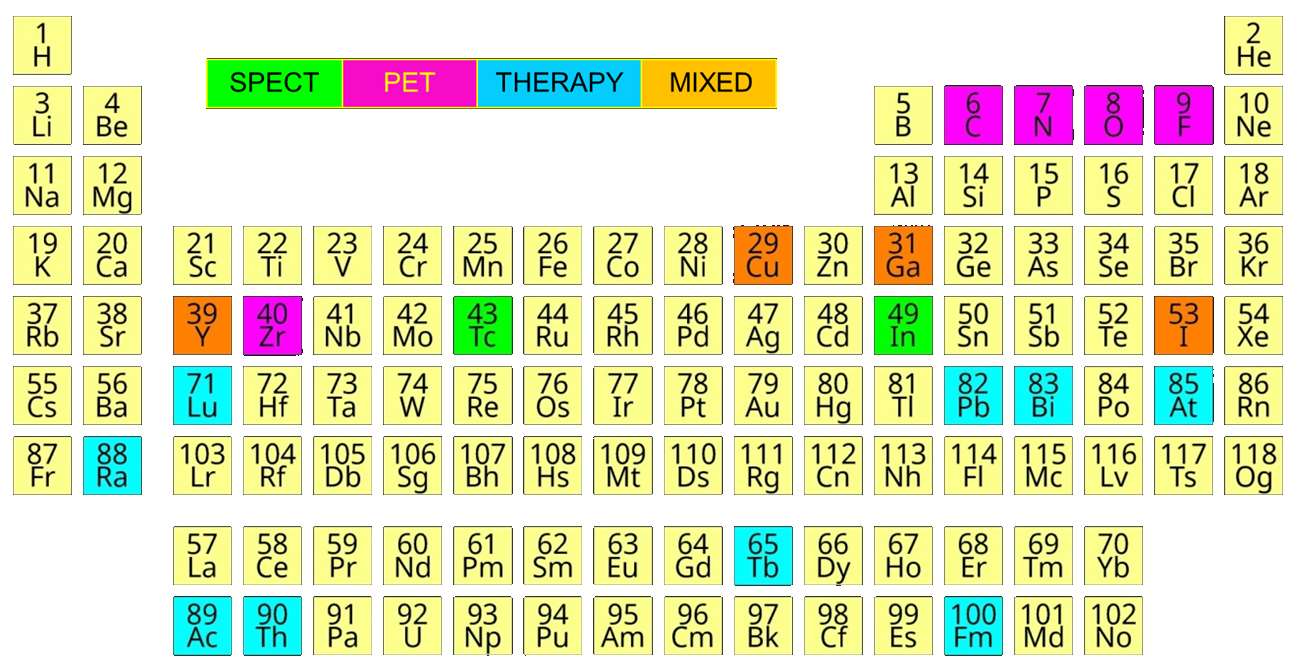 1 2
H He
SPECT PET THERAPY MIXED
3 4 5 6 7 8 9 10
Li Be B C N O F Ne
11 12 13 14 15 16 17 18
Na Mg Al Si P S Cl Ar
19 20 21 22 23 24 25 26 27 28 29 30 31 32 33 34 35 36
K Ca Sc Ti V Cr Mn Fe Co Ni Cu Zn Ga Ge As Se Br Kr
37 38 39 40 41 42 43 44 45 46 47 48 49 50 51 52 53 54
Rb Sr Y Zr Nb Mo Tc Ru Rh Pd Ag Cd In Sn Sb Te I Xe
55 56 71 72 73 74 75 76 77 78 79 80 81 82 83 84 85 86
Cs Ba Lu Hf Ta W Re Os Ir Pt Au Hg Tl Pb Bi Po At Rn
87 88 103 104 105 106 107 108 109 110 111 112 113 114 115 116 117 118
Fr Ra Lr Rf Db Sg Bh Hs Mt Ds Rg Cn Nh Fl Mc Lv Ts Og
57 58 59 60 61 62 63 64 65 66 67 68 69 70
La Ce Pr Nd Pm Sm Eu Gd Tb Dy Ho Er Tm Yb
89 90 91 92 93 94 95 96 97 98 99 100 101 102
Ac Th Pa U Np Pu Am Cm Bk Cf Es Fm Md No